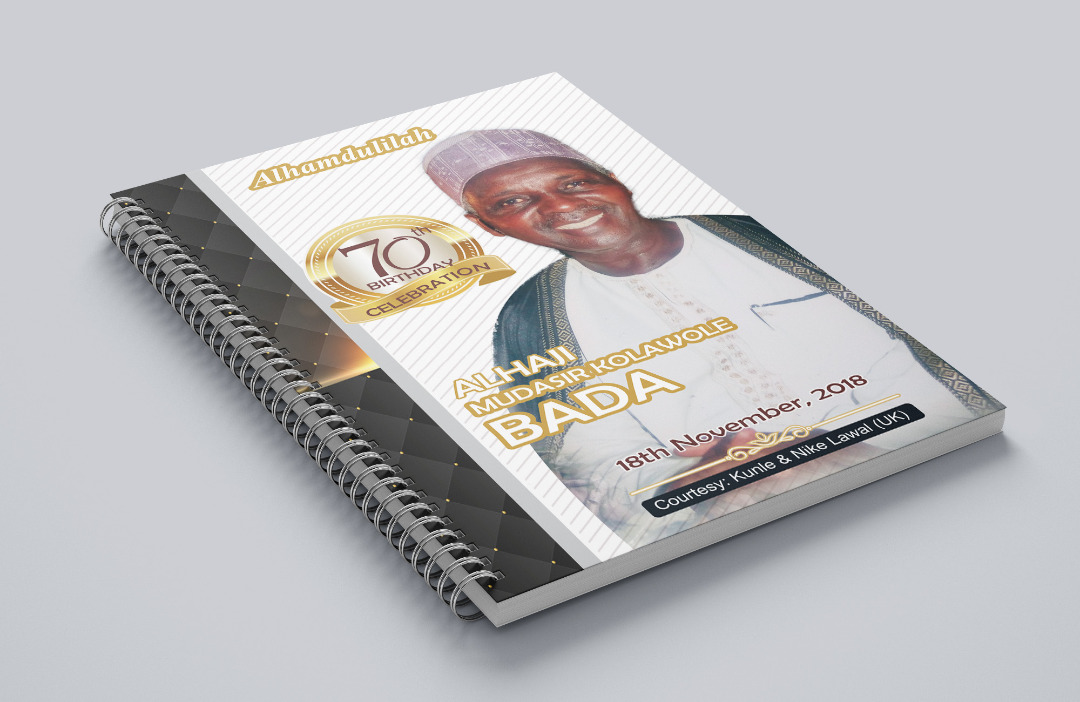 Alhamdulilah
70th
BIRTHDAY
CELEBRATION
ALHAJI
MUDASIR KOLAWOLE
BADA
18th November, 2018
Courtesy: Kunle & Nike Lawal (UK)